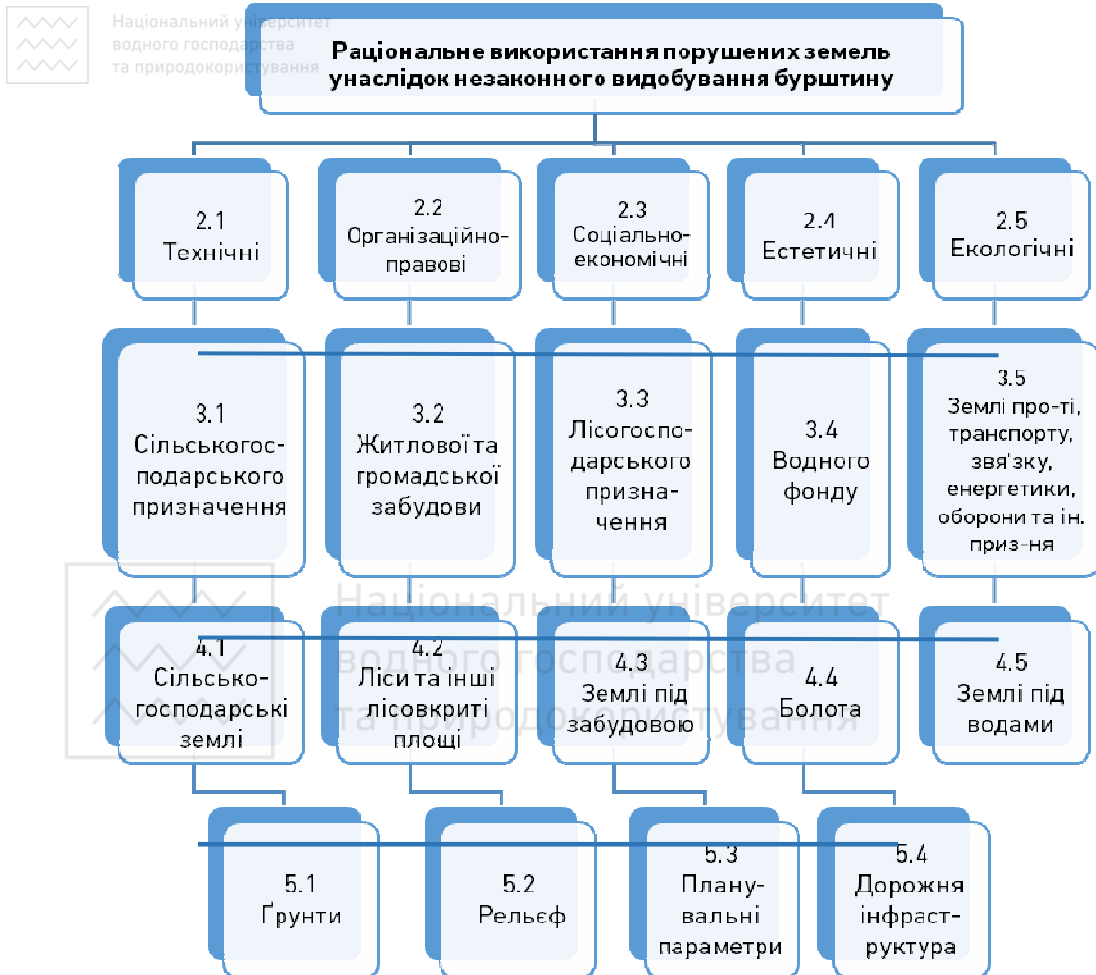 Національний університет
водного господарства
та природокористування
Раціональне використання порушених земель
унаслідок незаконного видобування бурштину
2.1
Технічні
2.2
Організаційно-
правові
2.3
Соціально-
економічні
2.4
Естетичні
2.5
Екологічні
3.1
Сільськогос-
подарського
призначення
3.2
Житлової та
громадської
забудови
3.3
Лісогоспо-
дарського
призна-
чення
3.4
Водного
фонду
3.5
Землі про-ті,
транспорту,
зв'язку,
енергетики,
оборони та ін.
приз-ня
Національний університет
водного господарства
та природокористування
4.1
Сільсько-
господарські
землі
4.2
Ліси та інші
лісовкриті
площі
4.3
Землі під
забудовою
4.4
Болота
4.5
Землі під
водами
5.1
Ґрунти
5.2
Рельєф
5.3
Плану-
вальні
параметри
5.4
Дорожня
інфраст-
руктура